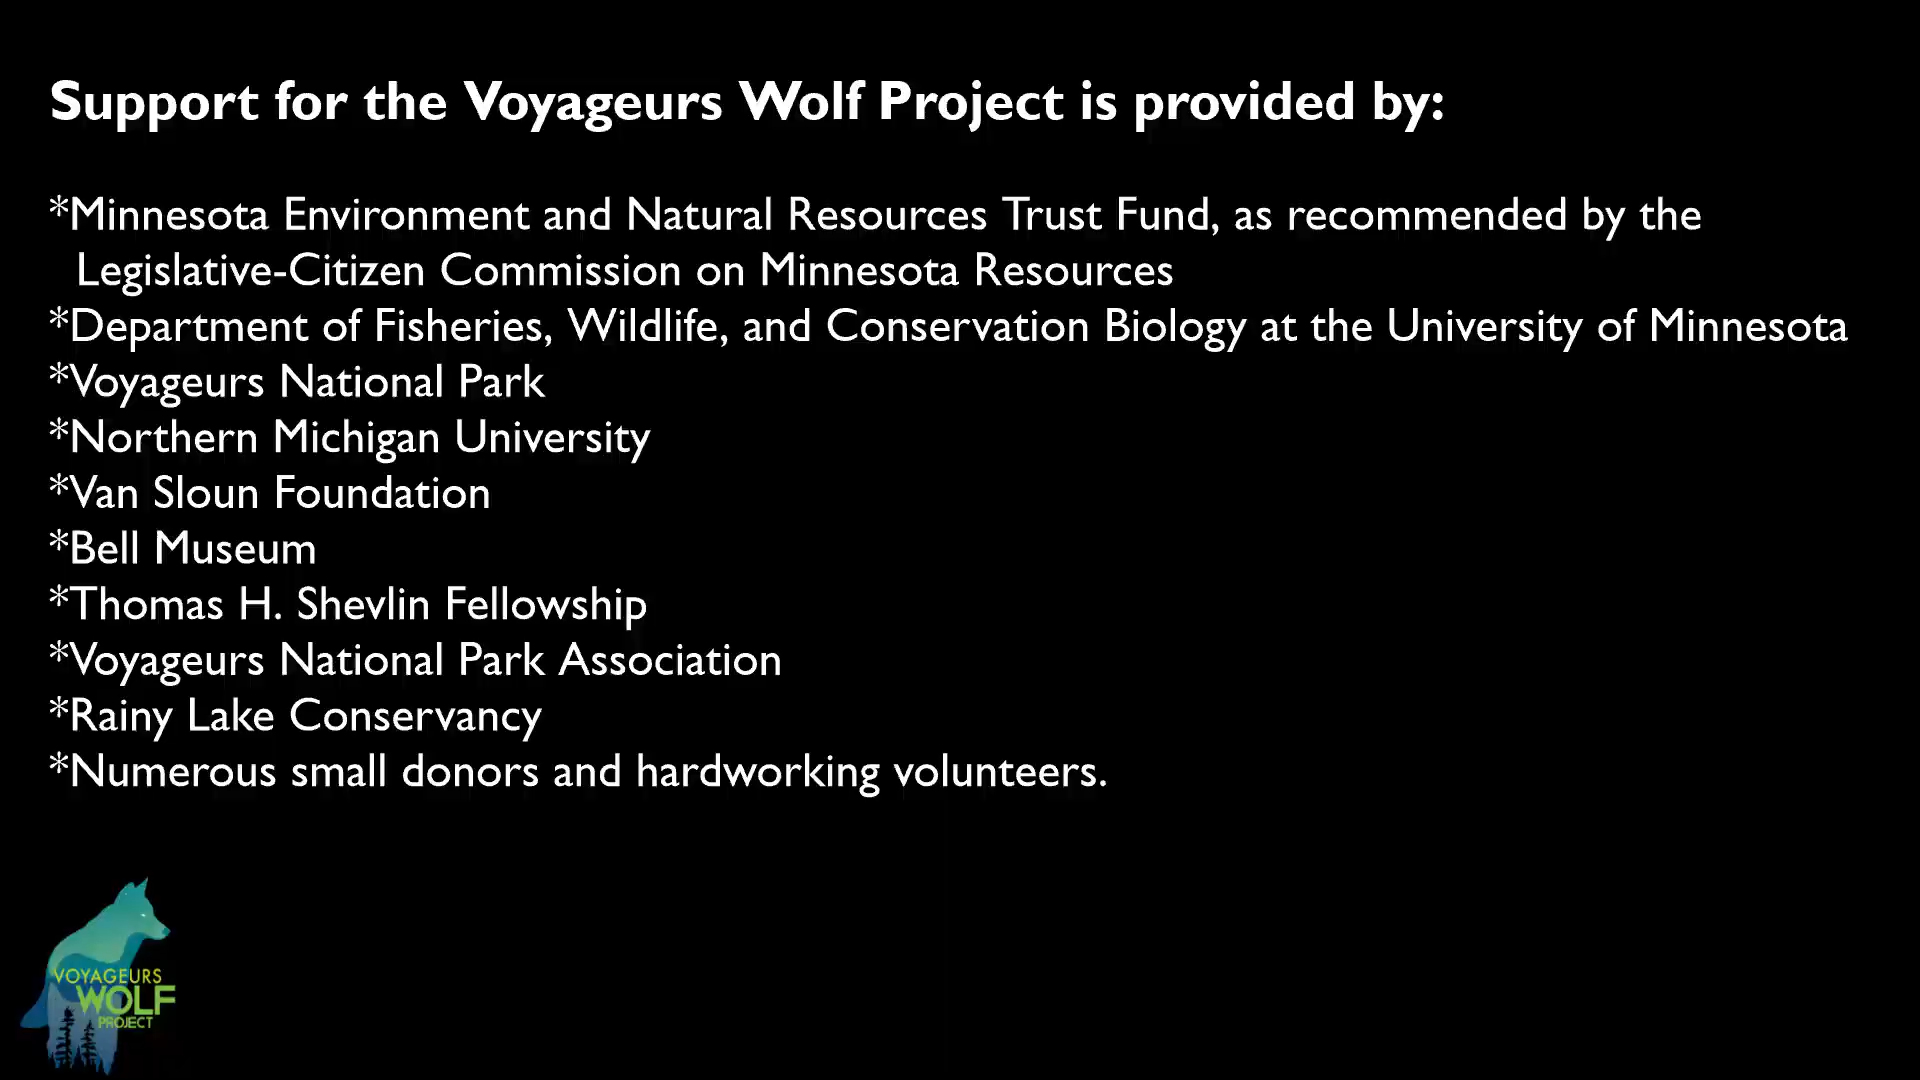 Support for the Voyageurs Wolf Project is provided by:
*Minnesota Environment and Natural Resources Trust Fund, as recommended by the
Legislative-Citizen Commission on Minnesota Resources
*Department of Fisheries, Wildlife, and Conservation Biology at the University of Minnesota
*Voyageurs National Park
*Northern Michigan University
*Van Sloun Foundation
*Bell Museum
*Thomas H. Shevlin Fellowship
*Voyageurs National Park Association
*Rainy Lake Conservancy
*Numerous small donors and hardworking volunteers.
VOYAGEURS
WOLF
PROJECT